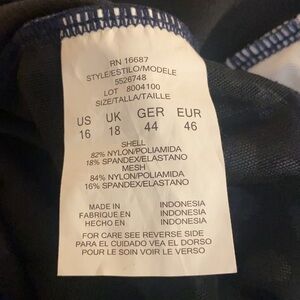 RN 16687
STYLE/ESTILO/MODELE
5526748
LOT 8004100
SIZE/TALLA/TAILLE
US UK GER EUR
16 18 44 46
SHELL
82% NYLON/POLIAMIDA
18% SPANDEX/ELASTANO
MESH
84% NYLON/POLIAMIDA
16% SPANDEX/ELASTANO
MADE IN INDONESIA
FABRIQUE EN INDONESIA
HECHO EN INDONESIA
FOR CARE SEE REVERSE SIDE
PARA EL CUIDADO VEA EL DORSO
POUR LE SOIN VOIR LE VERSO